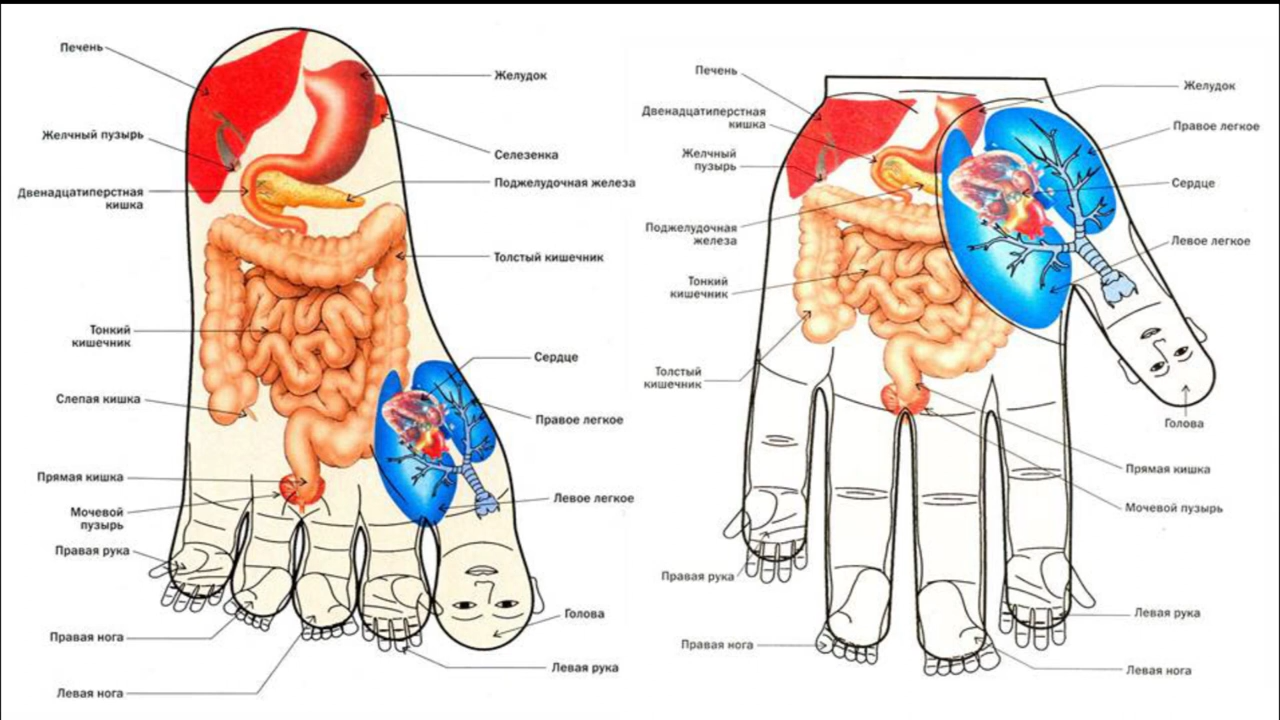 Печень
Желчный пузырь
Двенадцатиперстная
кишка
Тонкий
кишечник
Слепая кишка
Прямая кишка
Мочевой
пузырь
Правая рука
Правая нога
Левая нога
Желудок
Селезенка
Поджелудочная железа
Толстый кишечник
Сердце
Правое легкое
Левое легкое
Голова
Левая рука
Печень
Двенадцатиперстная
кишка
Желчный
пузырь
Поджелудочная
железа
Тонкий
кишечник
Толстый
кишечник
Правая рука
Правая нога
Желудок
Правое легкое
Сердце
Левое легкое
Голова
Прямая кишка
Мочевой пузырь
Левая рука
Левая нога